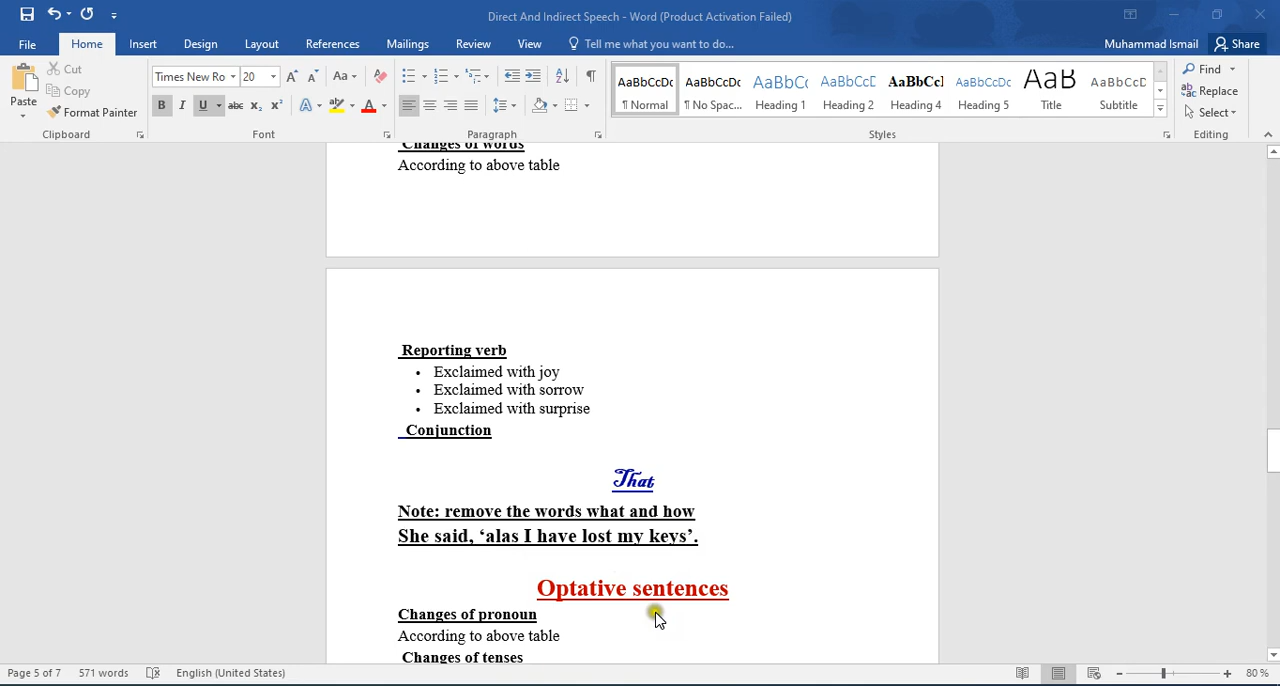 Direct And Indirect Speech - Word (Product Activation Failed)
File Home Insert Design Layout References Mailings Review View Tell me what you want to do... Muhammad Ismail Share
Paste Cut Copy Format Painter
Clipboard
Times New Ro 20 Aa
B I U abc x₂ x² A A
Font
Paragraph
AaBbCcDc AaBbCcDc AaBbCc AaBbCcD AaBbCcI AaBbCcD AaB AaBbCcD
¶ Normal ¶ No Spac... Heading 1 Heading 2 Heading 4 Heading 5 Title Subtitle
Styles
Find
Replace
Select
Editing
Changes of words
According to above table
Reporting verb
• Exclaimed with joy
• Exclaimed with sorrow
• Exclaimed with surprise
Conjunction
That
Note: remove the words what and how
She said, ‘alas I have lost my keys’.
Optative sentences
Changes of pronoun
According to above table
Changes of tenses
Page 5 of 7 571 words English (United States) 80 %